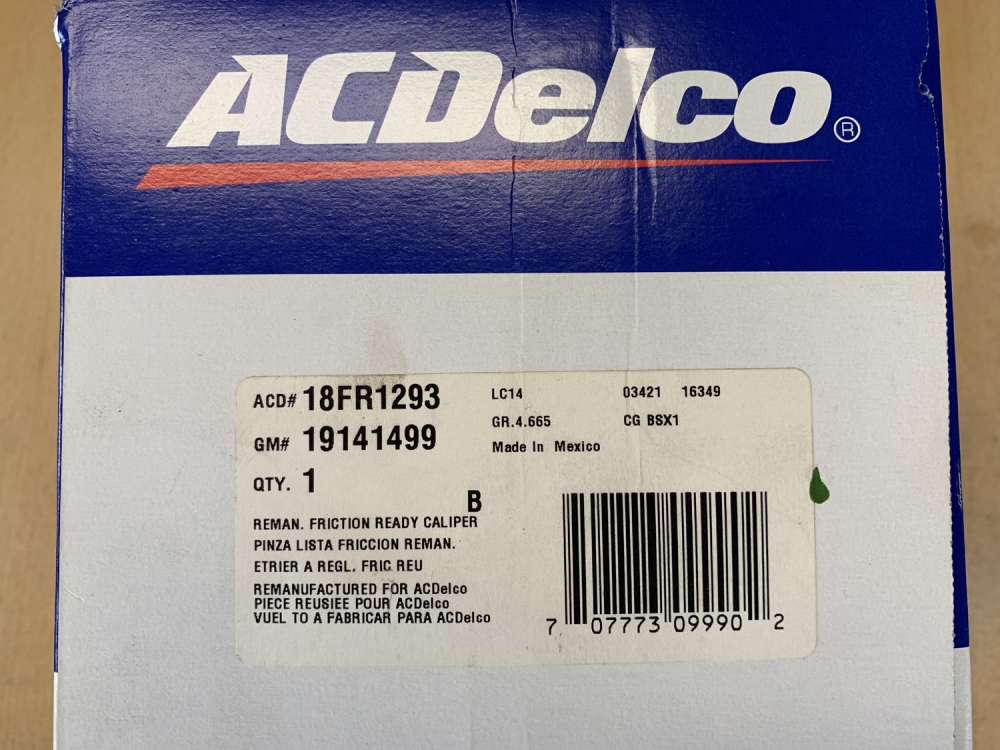 ACDelco®
ACD# 18FR1293
GM# 19141499
QTY. 1
B
LC14 03421 16349
GR.4.665 CG BSX1
Made In Mexico
REMAN. FRICTION READY CALIPER
PINZA LISTA FRICCION REMAN.
ETRIER A REGL. FRIC REU
REMANUFACTURED FOR ACDelco
PIECE REUSIEE POUR ACDelco
VUEL TO A FABRICAR PARA ACDelco
7 07773 09990 2